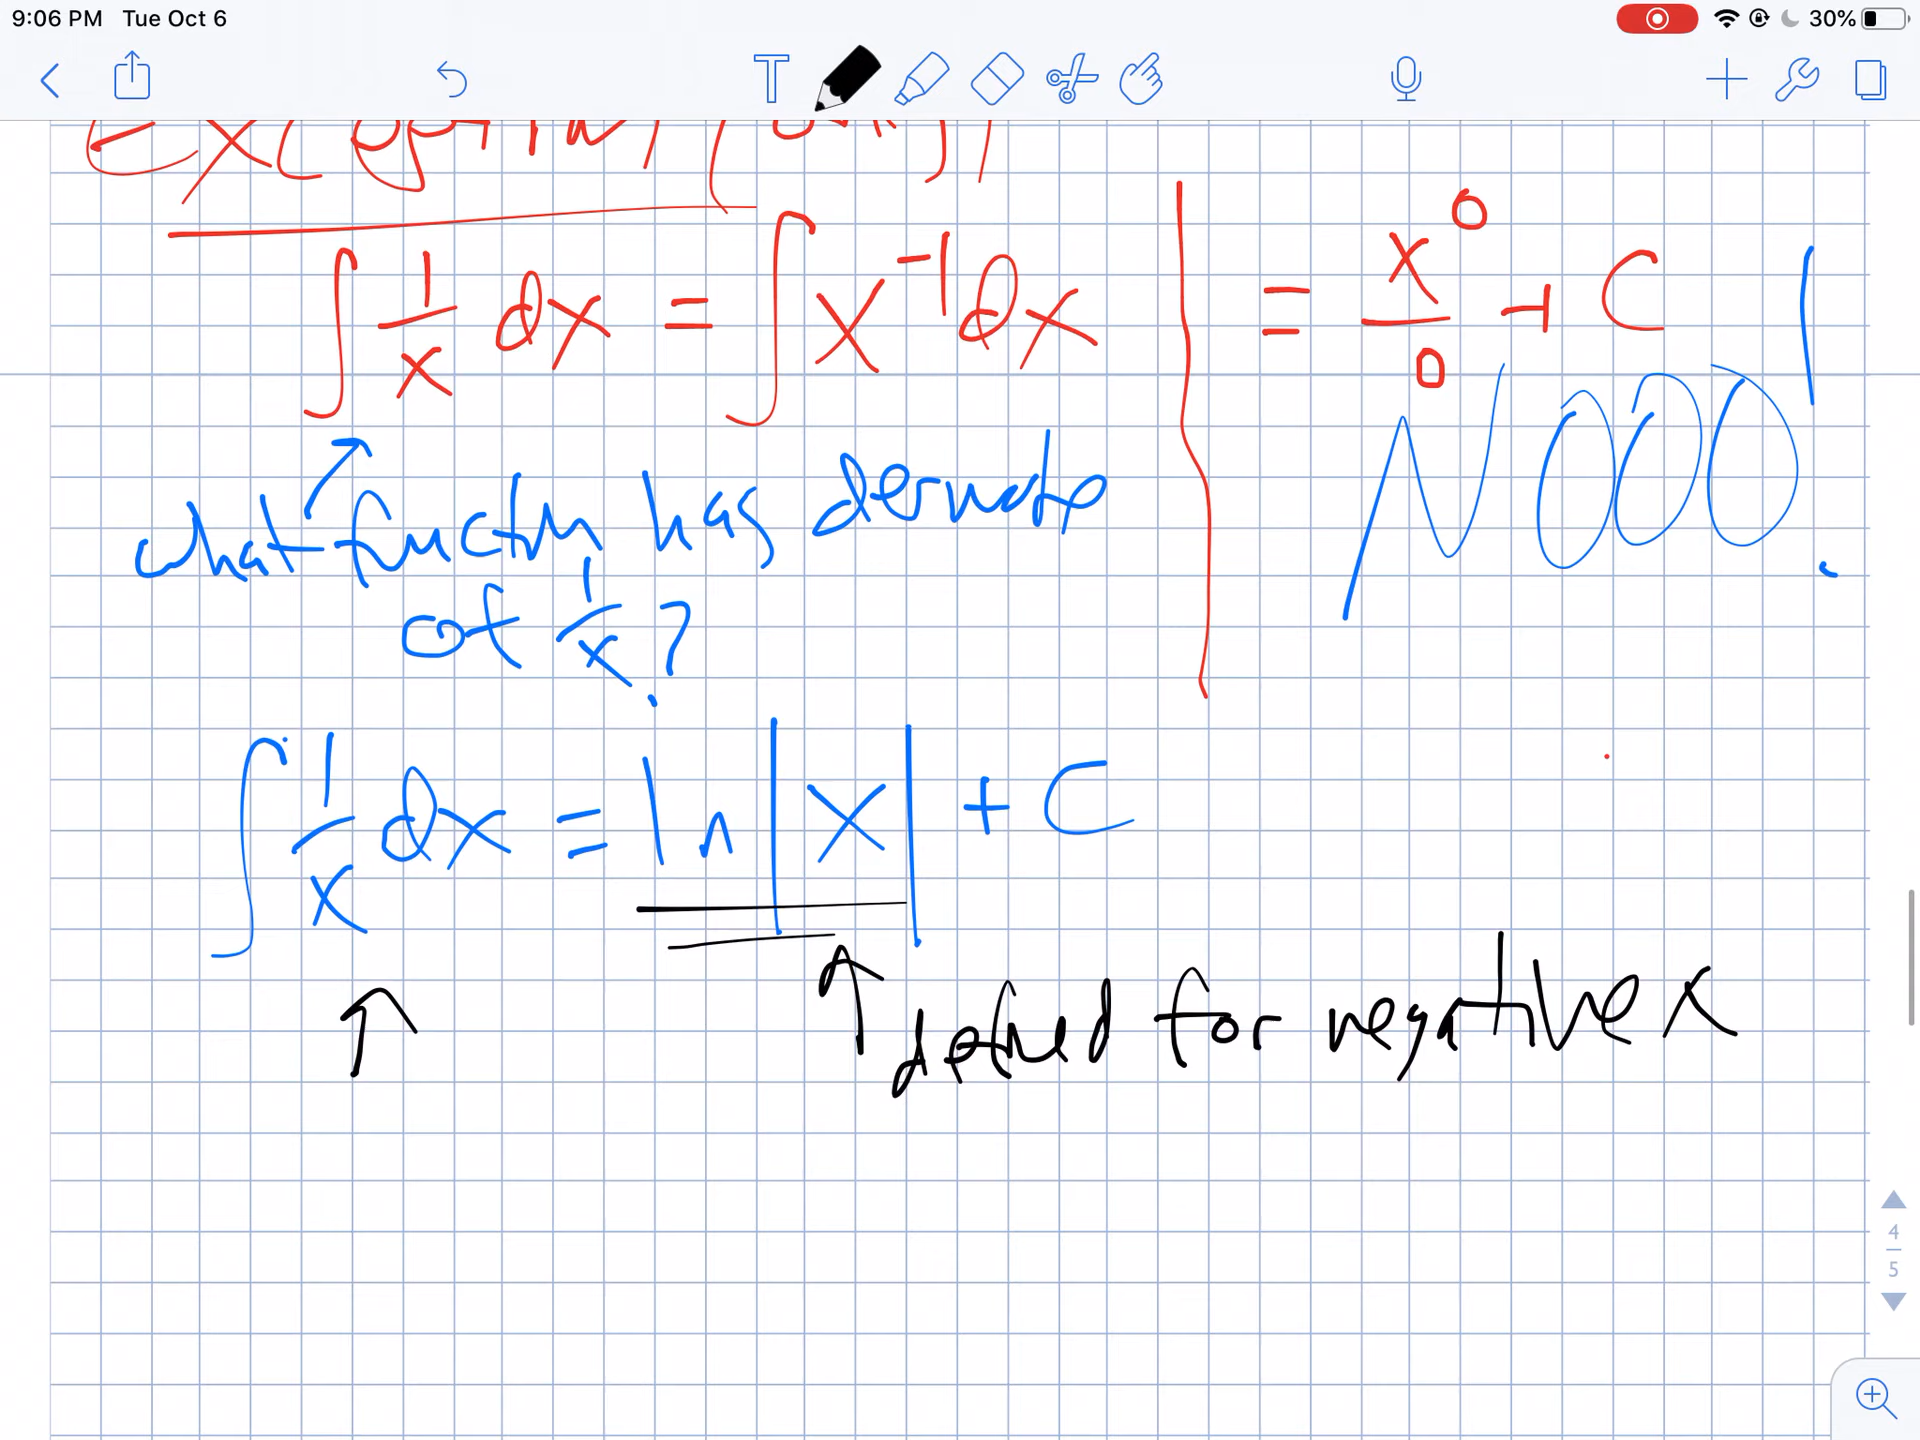 9:06 PM Tue Oct 6 30%
T
∫ 1/x dx = ∫ x⁻¹ dx | = x⁰/0 + C
NOOO!
what function has derivative
of 1/x?
∫ 1/x dx = ln|x| + C
↑ ↑ defined for negative x
4
5